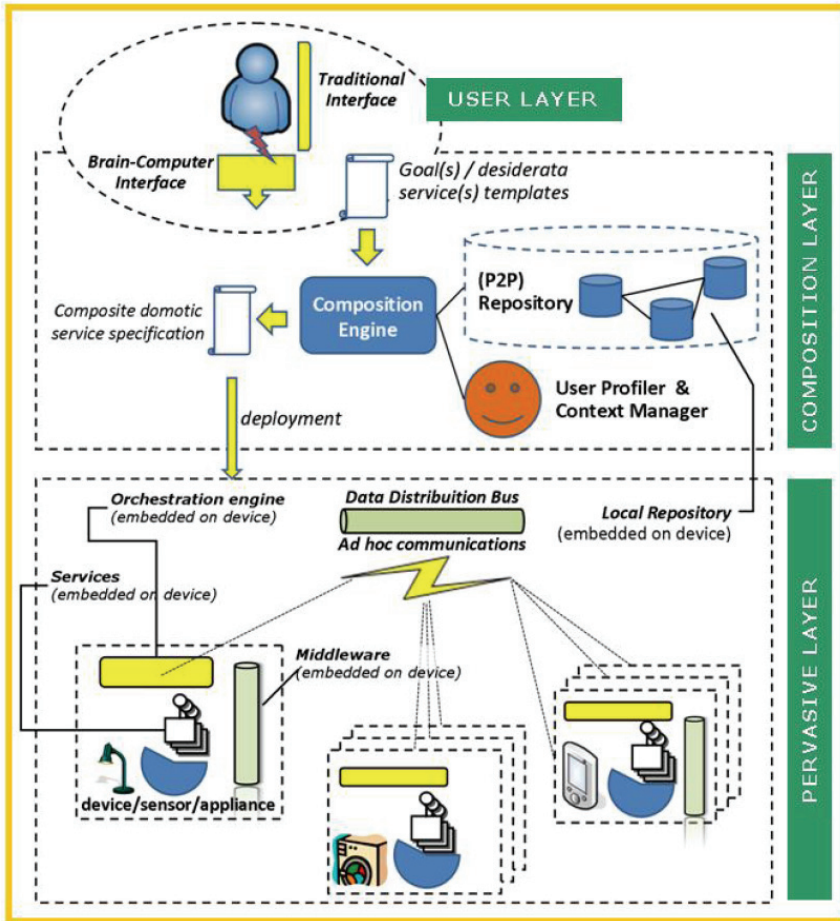 Traditional
Interface
USER LAYER
Brain-Computer
Interface
Goal(s) / desiderata
service(s) templates
COMPOSITION LAYER
(P2P)
Repository
Composite domotic
service specification
Composition
Engine
User Profiler &
Context Manager
deployment
Orchestration engine
(embedded on device)
Data Distribuition Bus
Local Repository
(embedded on device)
Ad hoc communications
Services
(embedded on device)
PERVASIVE LAYER
Middleware
(embedded on device)
device/sensor/appliance